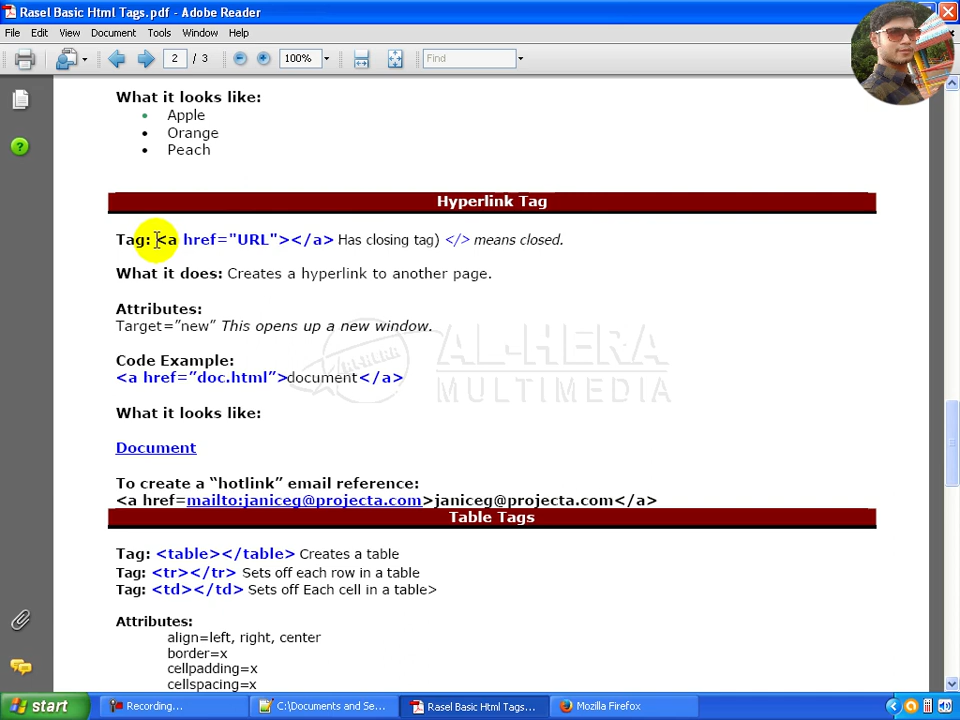 Rasel Basic Html Tags.pdf - Adobe Reader
File Edit View Document Tools Window Help
2 / 3 100% Find
What it looks like:
• Apple
• Orange
• Peach
Hyperlink Tag
Tag: <a href="URL"></a> Has closing tag) </> means closed.
What it does: Creates a hyperlink to another page.
Attributes:
Target=”new” This opens up a new window.
Code Example:
<a href=”doc.html”>document</a>
What it looks like:
Document
To create a “hotlink” email reference:
<a href=mailto:janiceg@projecta.com>janiceg@projecta.com</a>
AL-HERA
MULTIMEDIA
Table Tags
Tag: <table></table> Creates a table
Tag: <tr></tr> Sets off each row in a table
Tag: <td></td> Sets off Each cell in a table>
Attributes:
align=left, right, center
border=x
cellpadding=x
cellspacing=x
start Recording... C:\Documents and Se... Rasel Basic Html Tags... Mozilla Firefox